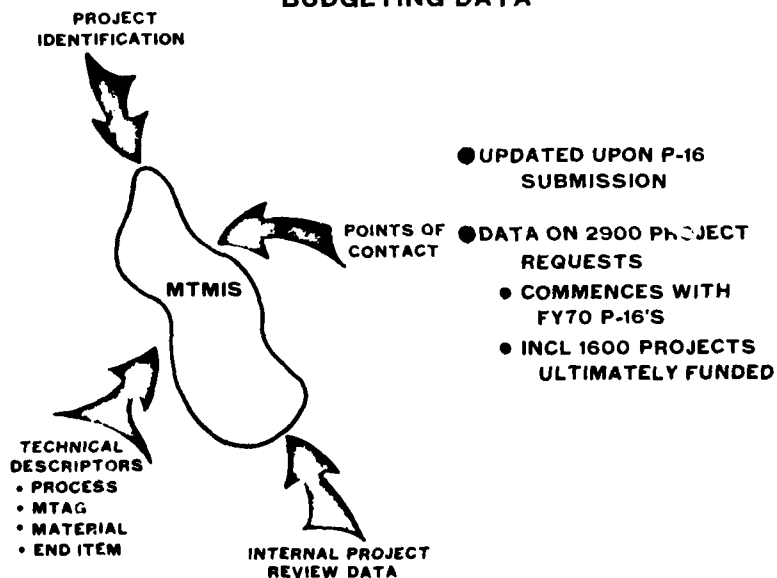 BUDGETING DATA
PROJECT
IDENTIFICATION
POINTS OF
CONTACT
MTMIS
TECHNICAL
DESCRIPTORS
• PROCESS
• MTAG
• MATERIAL
• END ITEM
INTERNAL PROJECT
REVIEW DATA
● UPDATED UPON P-16
SUBMISSION
● DATA ON 2900 PROJECT
REQUESTS
• COMMENCES WITH
FY70 P-16'S
• INCL 1600 PROJECTS
ULTIMATELY FUNDED